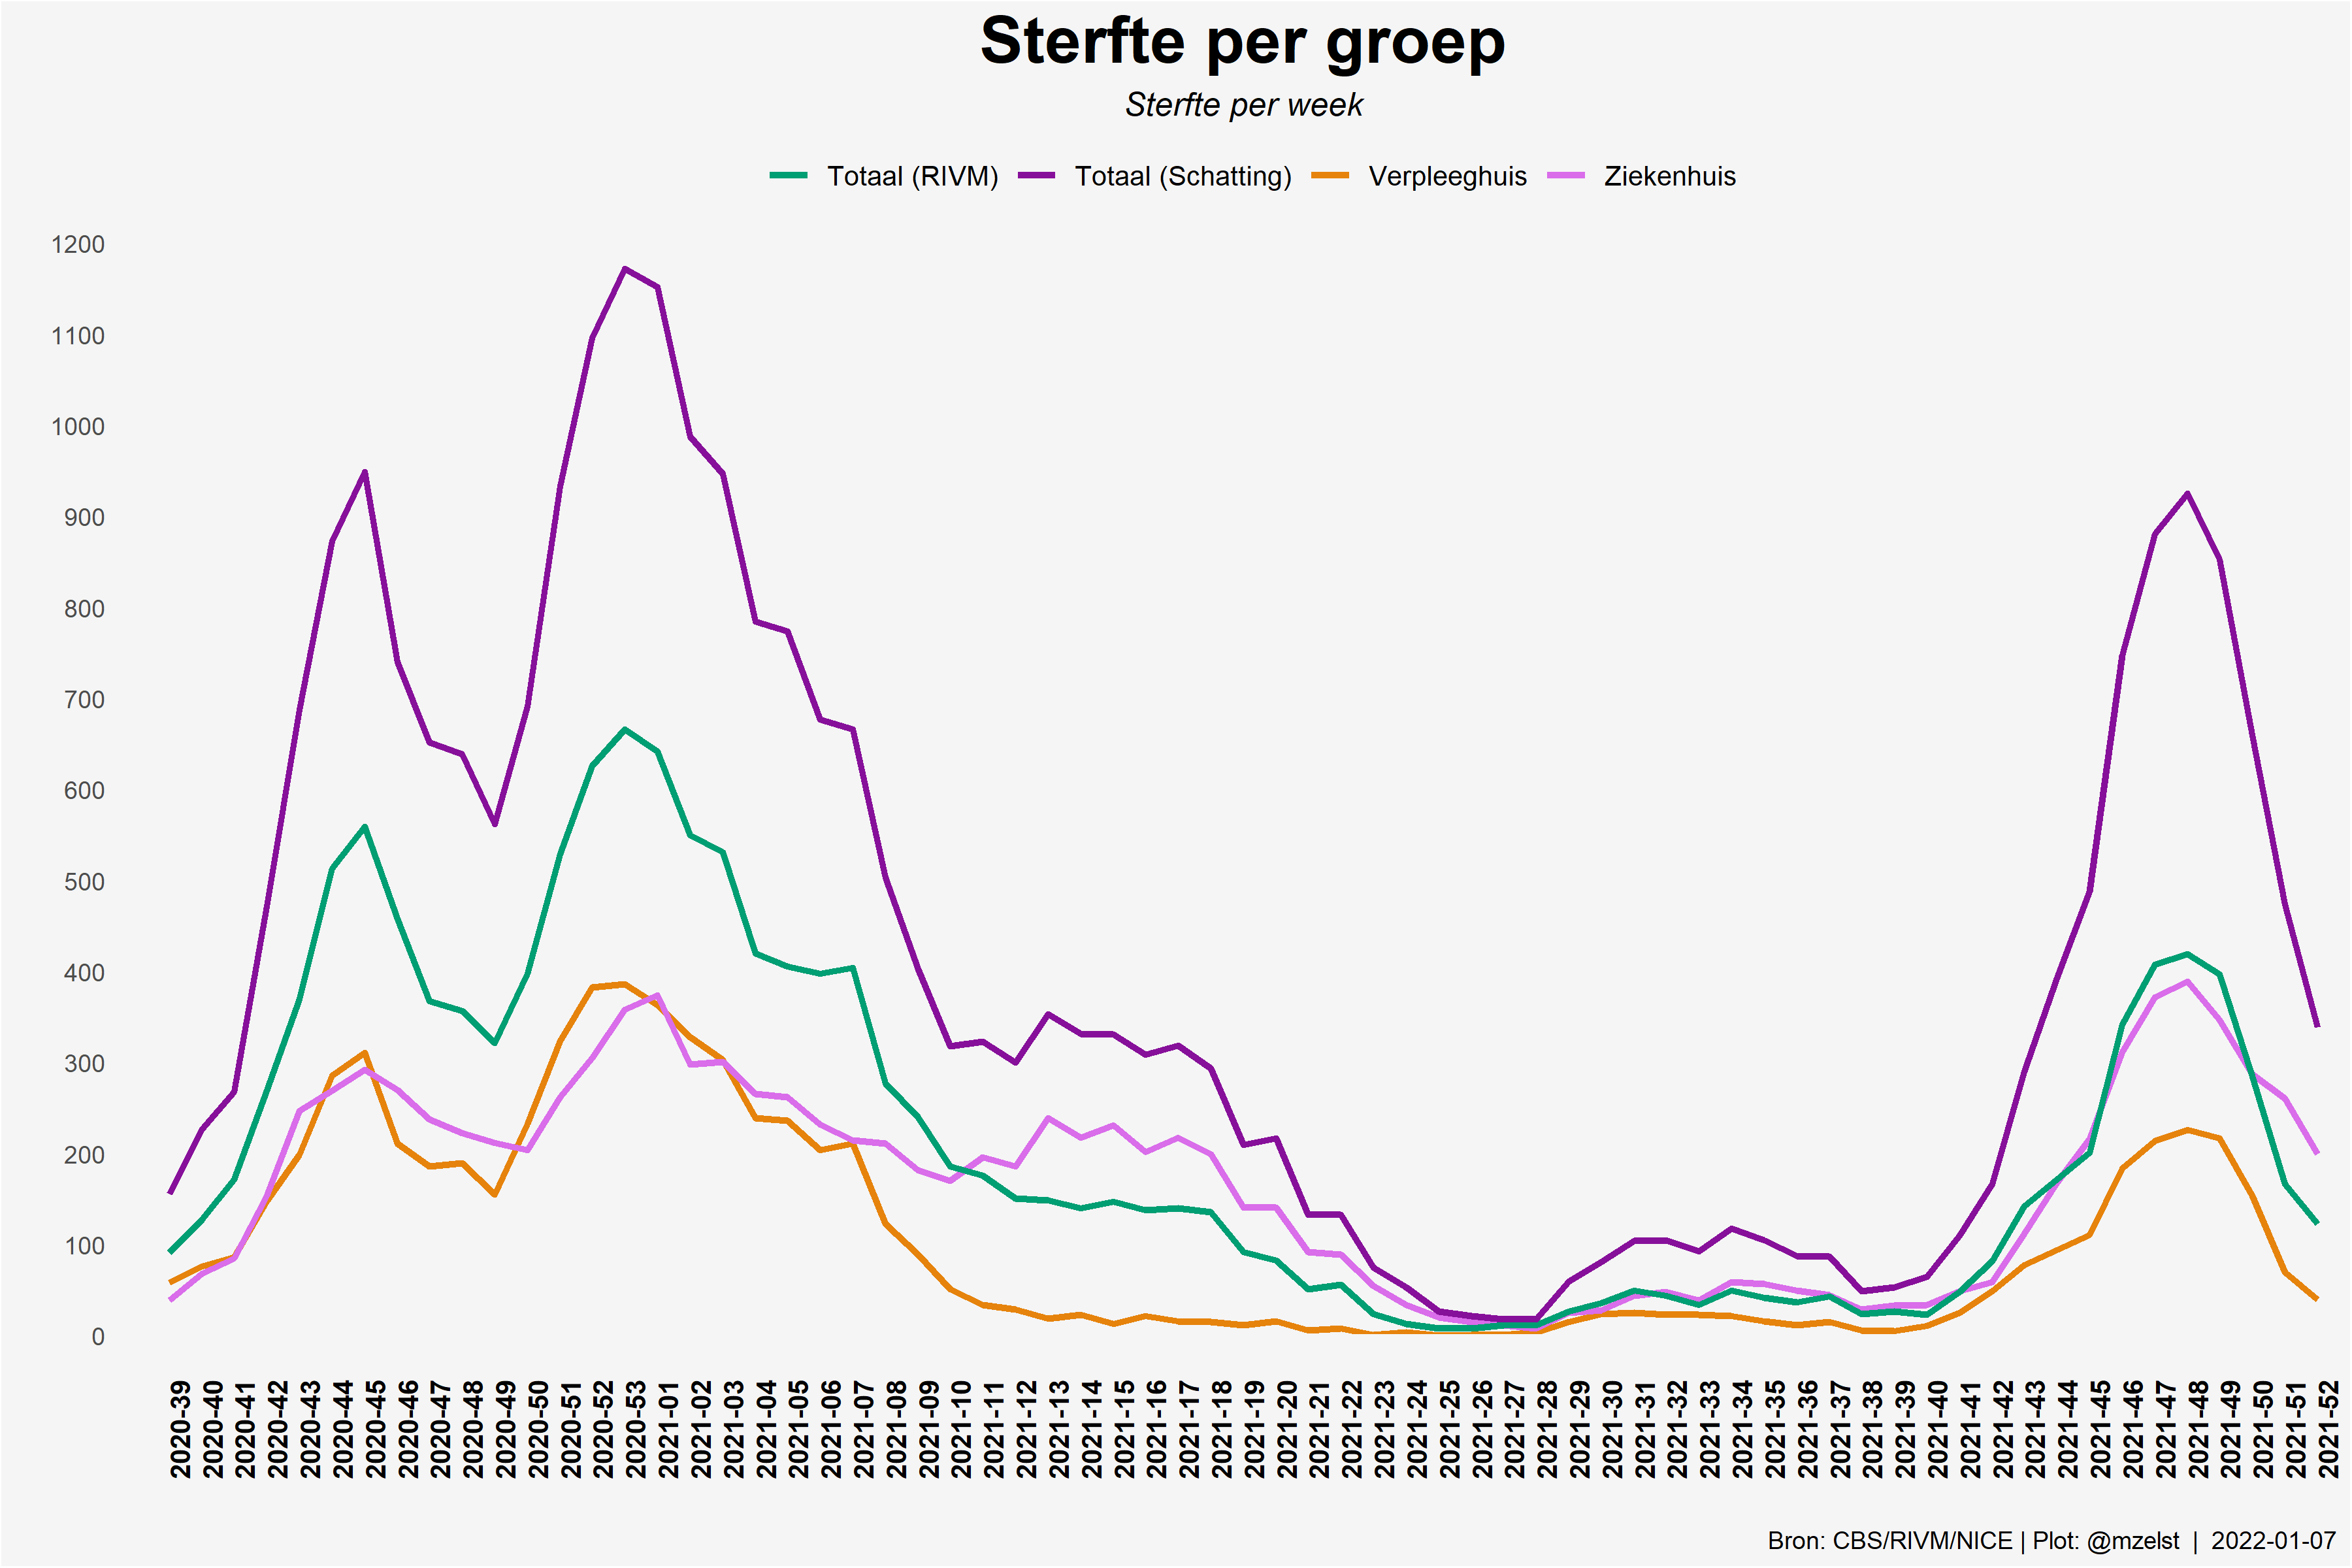 Sterfte per groep
Sterfte per week
Totaal (RIVM) Totaal (Schatting) Verpleeghuis Ziekenhuis
1200
1100
1000
900
800
700
600
500
400
300
200
100
0
2020-39 2020-40 2020-41 2020-42 2020-43 2020-44 2020-45 2020-46 2020-47 2020-48 2020-49 2020-50 2020-51 2020-52 2020-53 2021-01 2021-02 2021-03 2021-04 2021-05 2021-06 2021-07 2021-08 2021-09 2021-10 2021-11 2021-12 2021-13 2021-14 2021-15 2021-16 2021-17 2021-18 2021-19 2021-20 2021-21 2021-22 2021-23 2021-24 2021-25 2021-26 2021-27 2021-28 2021-29 2021-30 2021-31 2021-32 2021-33 2021-34 2021-35 2021-36 2021-37 2021-38 2021-39 2021-40 2021-41 2021-42 2021-43 2021-44 2021-45 2021-46 2021-47 2021-48 2021-49 2021-50 2021-51 2021-52
Bron: CBS/RIVM/NICE | Plot: @mzelst | 2022-01-07